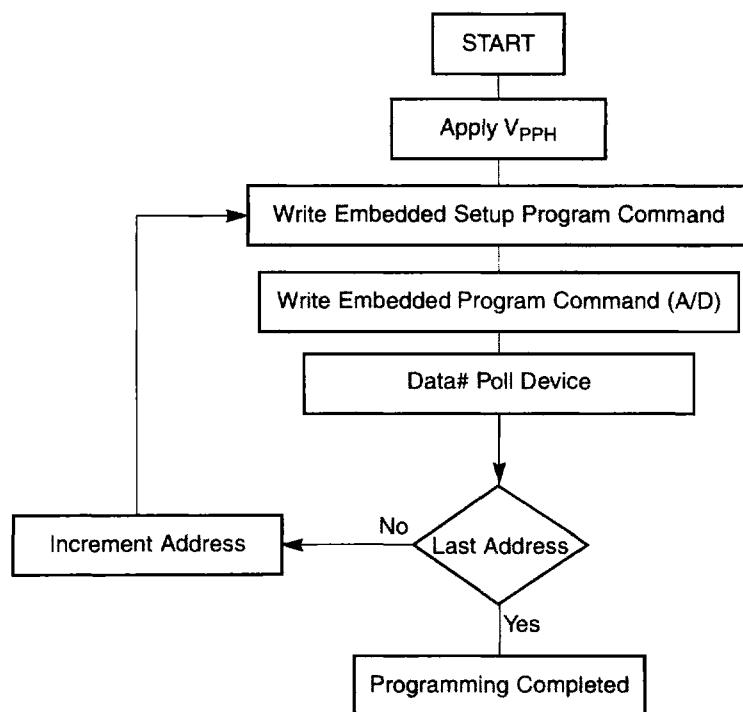 START
Apply VPPH
Write Embedded Setup Program Command
Write Embedded Program Command (A/D)
Data# Poll Device
Last Address
No
Increment Address
Yes
Programming Completed